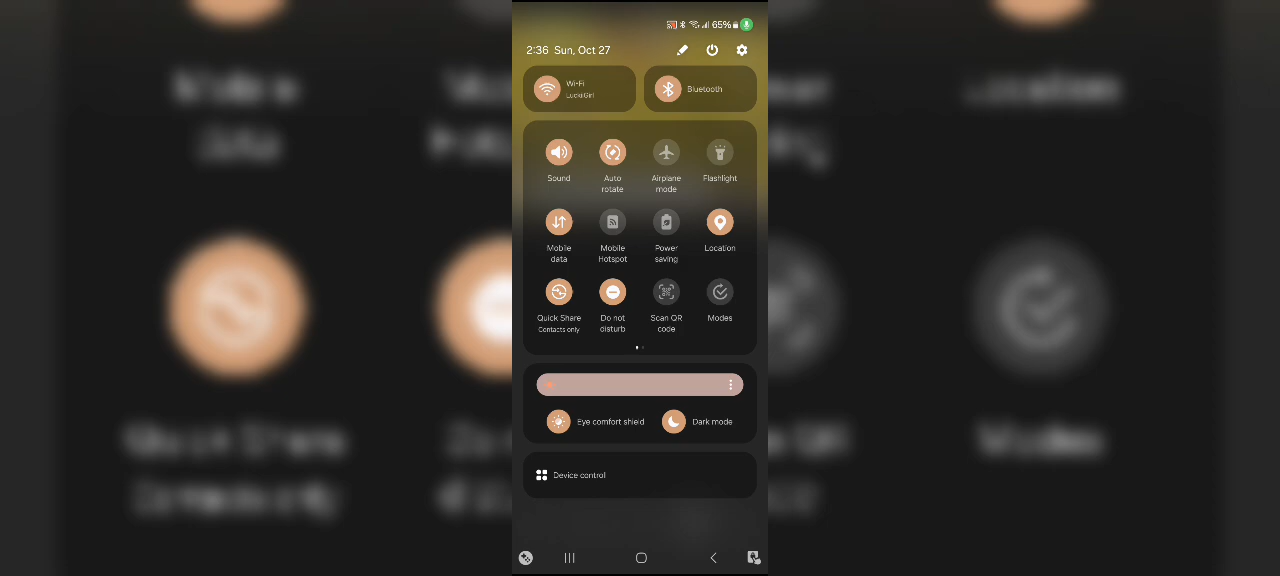 65%
2:36 Sun, Oct 27
Wi-Fi
LuckiiGirl
Bluetooth
Sound
Auto
rotate
Airplane
mode
Flashlight
Mobile
data
Mobile
Hotspot
Power
saving
Location
Quick Share
Contacts only
Do not
disturb
Scan QR
code
Modes
Eye comfort shield
Dark mode
Device control